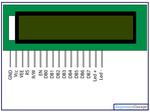 GND
Vcc
VEE
RS
R/W
EN
DB0
DB1
DB2
DB3
DB4
DB5
DB6
DB7
Led +
Led -